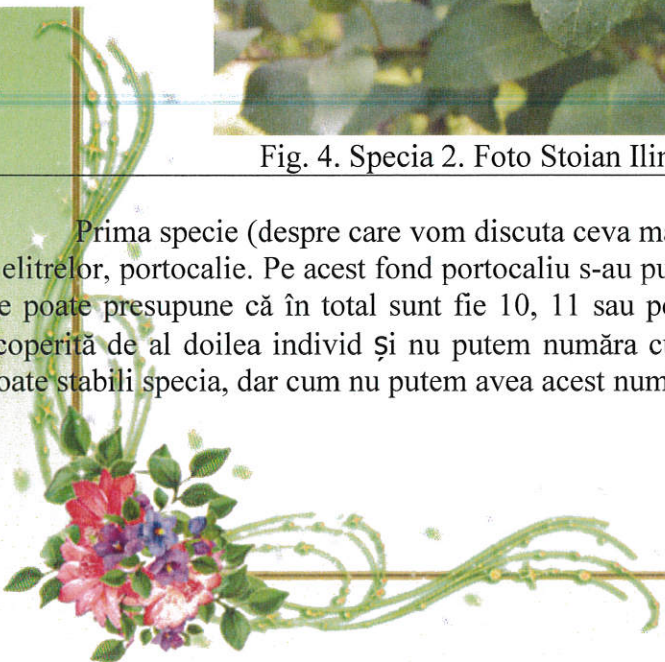 Fig. 4. Specia 2. Foto Stoian Ilin
Prima specie (despre care vom discuta ceva ma
elitrelor, portocalie. Pe acest fond portocaliu s-au pu
e poate presupune că în total sunt fie 10, 11 sau pe
coperită de al doilea individ și nu putem număra cu
oate stabili specia, dar cum nu putem avea acest num